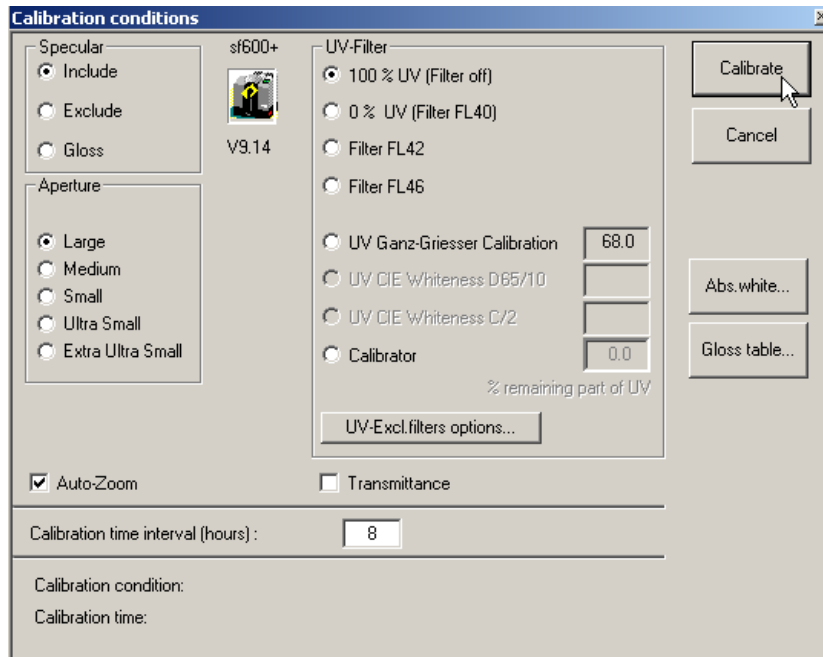 Calibration conditions
Specular
Include
Exclude
Gloss
sf600+
V9.14
Aperture
Large
Medium
Small
Ultra Small
Extra Ultra Small
UV-Filter
100 % UV (Filter off)
0 % UV (Filter FL40)
Filter FL42
Filter FL46
UV Ganz-Griesser Calibration 68.0
UV CIE Whiteness D65/10
UV CIE Whiteness C/2
Calibrator 0.0
% remaining part of UV
UV-Excl.filters options...
Calibrate
Cancel
Abs.white...
Gloss table...
Auto-Zoom
Transmittance
Calibration time interval (hours) : 8
Calibration condition:
Calibration time: